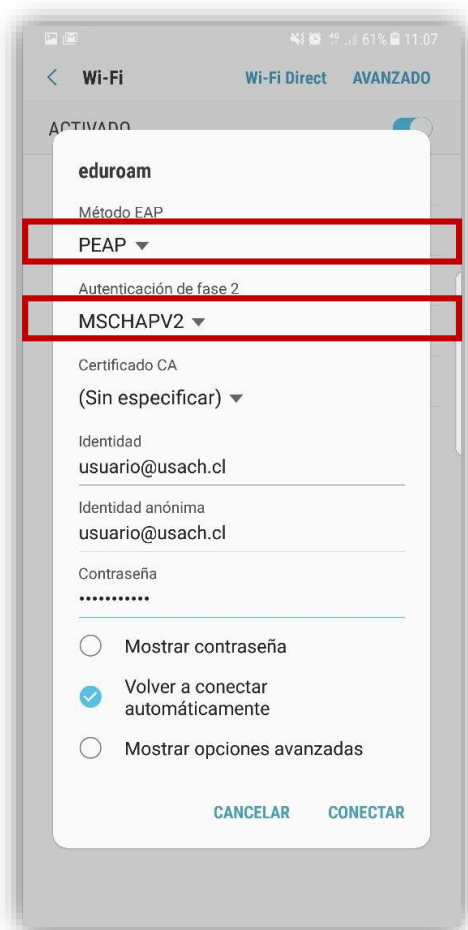 4G 61% 11:07
Wi-Fi Wi-Fi Direct AVANZADO
ACTIVADO
eduroam
Método EAP
PEAP
Autenticación de fase 2
MSCHAPV2
Certificado CA
(Sin especificar)
Identidad
usuario@usach.cl
Identidad anónima
usuario@usach.cl
Contraseña
•••••••••••
Mostrar contraseña
Volver a conectar
automáticamente
Mostrar opciones avanzadas
CANCELAR CONECTAR